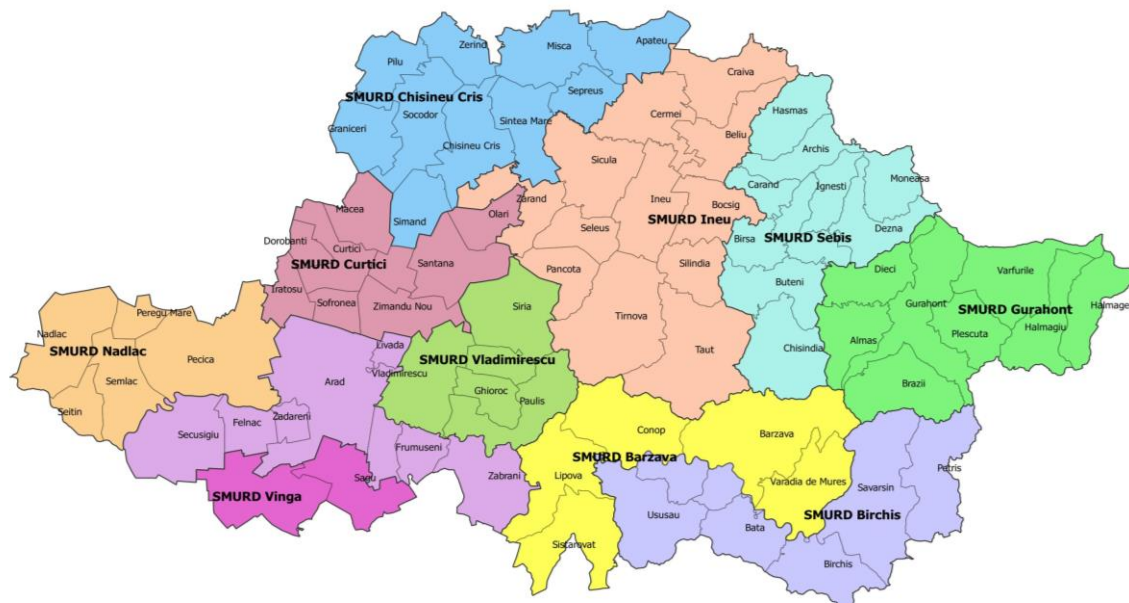 Zerind
Misca
Apateu
Pilu
Craiva
Sepreus
SMURD Chisineu Cris
Hasmas
Socodor
Cermei
Graniceri
Sintea Mare
Beliu
Chisineu Cris
Archis
Sicula
Moneasa
Carand
Ignesti
Zarand
Ineu
Macea
Bocsig
Olari
Simand
SMURD Ineu
Seleus
Dezna
Dorobanti
Birsa
SMURD Sebis
Curtici
SMURD Curtici
Santana
Silindia
Pancota
Dieci
Varfurile
Buteni
Iratosu
Sofronea
Zimandu Nou
Siria
Gurahont
SMURD Gurahont
Halmage
Peregu Mare
Tirnova
Halmagiu
Nadlac
Plescuta
Livada
Almas
SMURD Nadlac
Pecica
Taut
Chisindia
SMURD Vladimirescu
Vladimirescu
Semlac
Arad
Ghioroc
Brazii
Paulis
Seitin
Zadareni
Felnac
Conop
Barzava
Secusigiu
Frumuseni
SMURD Barzava
Petris
Zabrani
Lipova
Varadia de Mures
SMURD Vinga
Savarsin
Ususau
SMURD Birchis
Bata
Sistarovat
Birchis